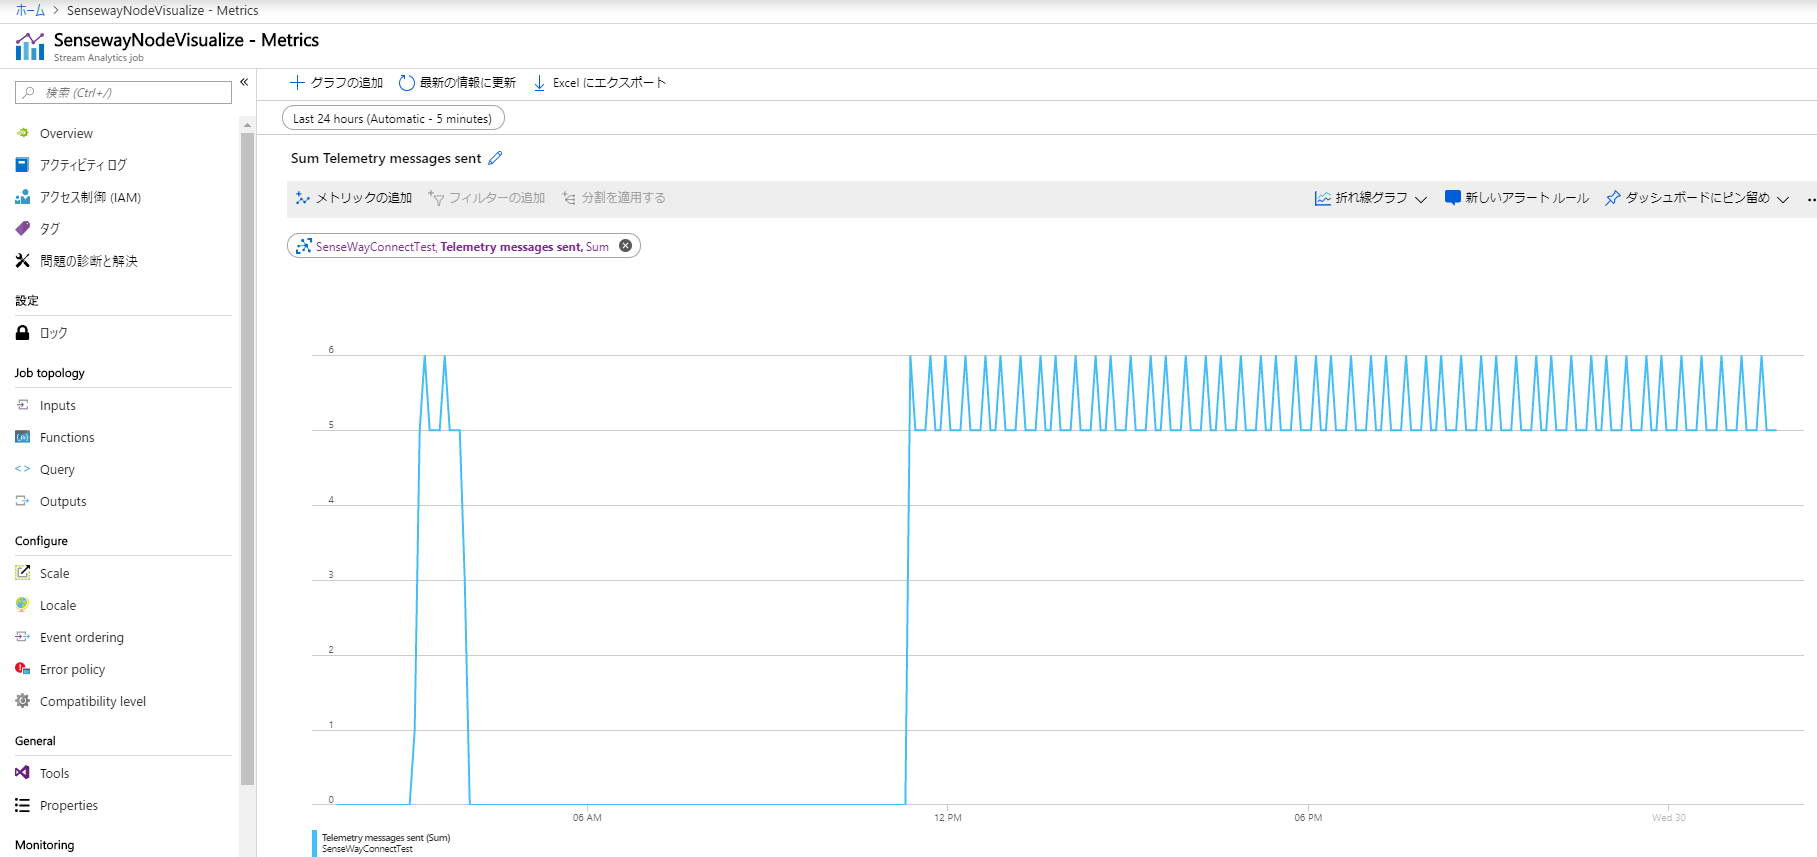 ホーム > SensewayNodeVisualize - Metrics
SensewayNodeVisualize - Metrics
Stream Analytics job
検索 (Ctrl+/)
«
Overview
アクティビティ ログ
アクセス制御 (IAM)
タグ
問題の診断と解決
設定
ロック
Job topology
Inputs
Functions
Query
Outputs
Configure
Scale
Locale
Event ordering
Error policy
Compatibility level
General
Tools
Properties
Monitoring
グラフの追加 最新の情報に更新 Excel にエクスポート
Last 24 hours (Automatic - 5 minutes)
Sum Telemetry messages sent
メトリックの追加 フィルターの追加 分割を適用する 折れ線グラフ 新しいアラート ルール ダッシュボードにピン留め
SenseWayConnectTest, Telemetry messages sent, Sum
6
5
4
3
2
1
0
06 AM 12 PM 06 PM Wed 30
Telemetry messages sent (Sum)
SenseWayConnectTest